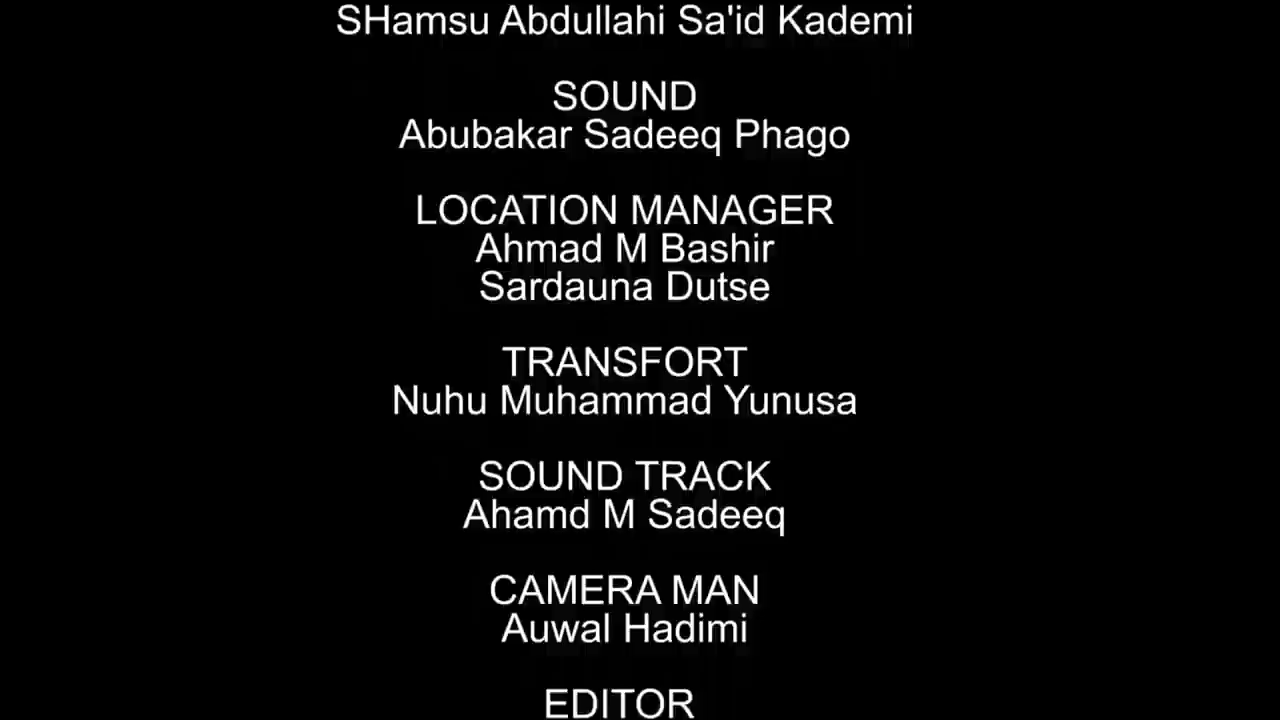 SHamsu Abdullahi Sa'id Kademi
SOUND
Abubakar Sadeeq Phago
LOCATION MANAGER
Ahmad M Bashir
Sardauna Dutse
TRANSFORT
Nuhu Muhammad Yunusa
SOUND TRACK
Ahamd M Sadeeq
CAMERA MAN
Auwal Hadimi
EDITOR